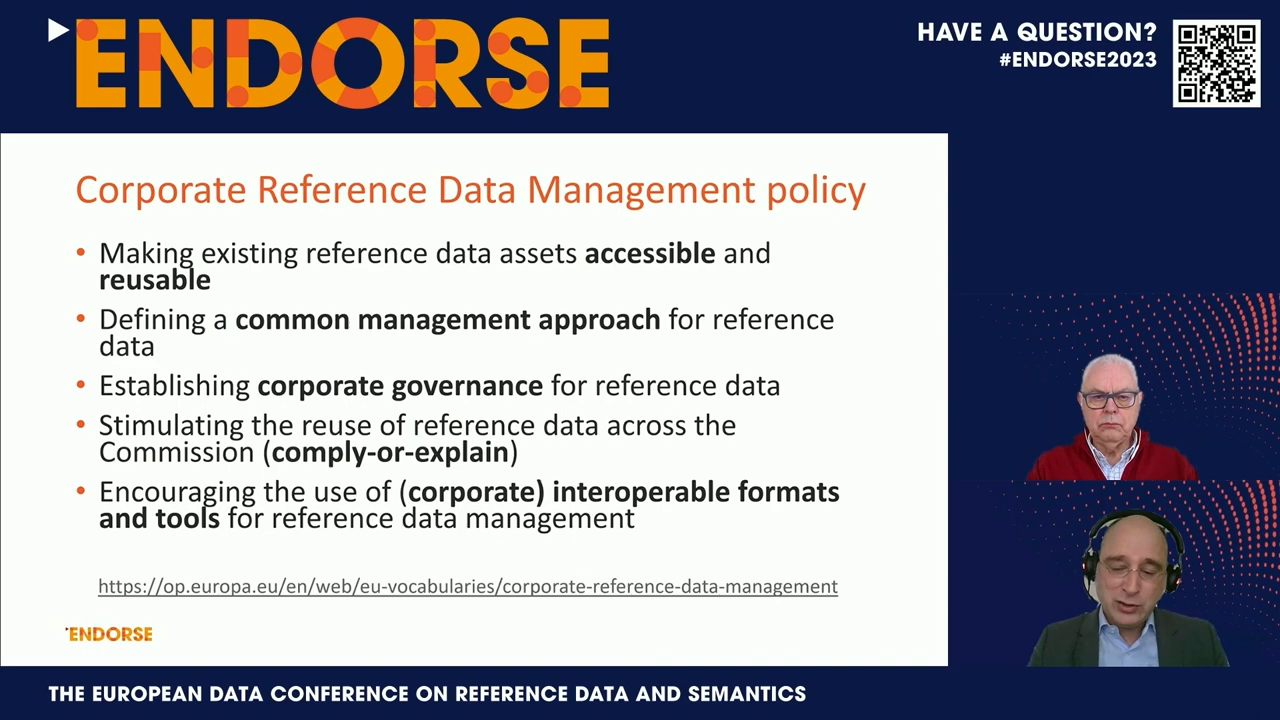 ENDORSE
HAVE A QUESTION?
#ENDORSE2023
Corporate Reference Data Management policy
• Making existing reference data assets accessible and
reusable
• Defining a common management approach for reference
data
• Establishing corporate governance for reference data
• Stimulating the reuse of reference data across the
Commission (comply-or-explain)
• Encouraging the use of (corporate) interoperable formats
and tools for reference data management
https://op.europa.eu/en/web/eu-vocabularies/corporate-reference-data-management
ENDORSE
THE EUROPEAN DATA CONFERENCE ON REFERENCE DATA AND SEMANTICS